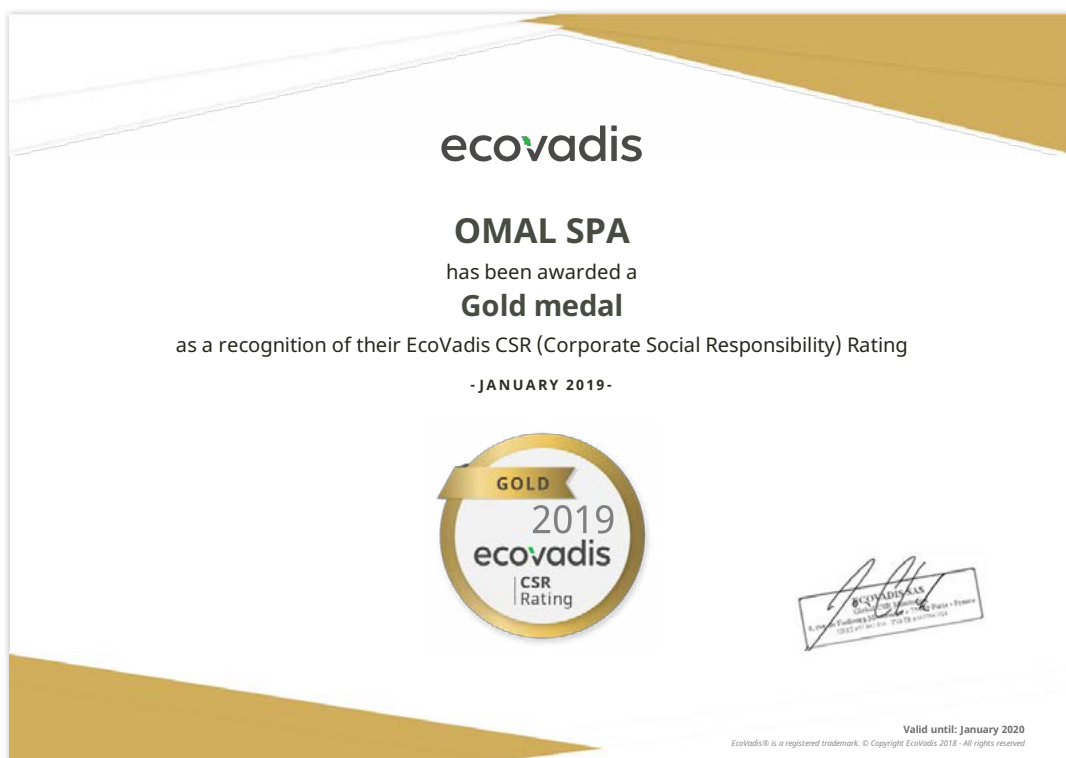 ecovadis
OMAL SPA
has been awarded a
Gold medal
as a recognition of their EcoVadis CSR (Corporate Social Responsibility) Rating
-JANUARY 2019-
GOLD
2019
ecovadis
CSR
Rating
ECOVADIS SAS
Paris - France
Valid until: January 2020
EcoVadis® is a registered trademark. © Copyright EcoVadis 2018 - All rights reserved